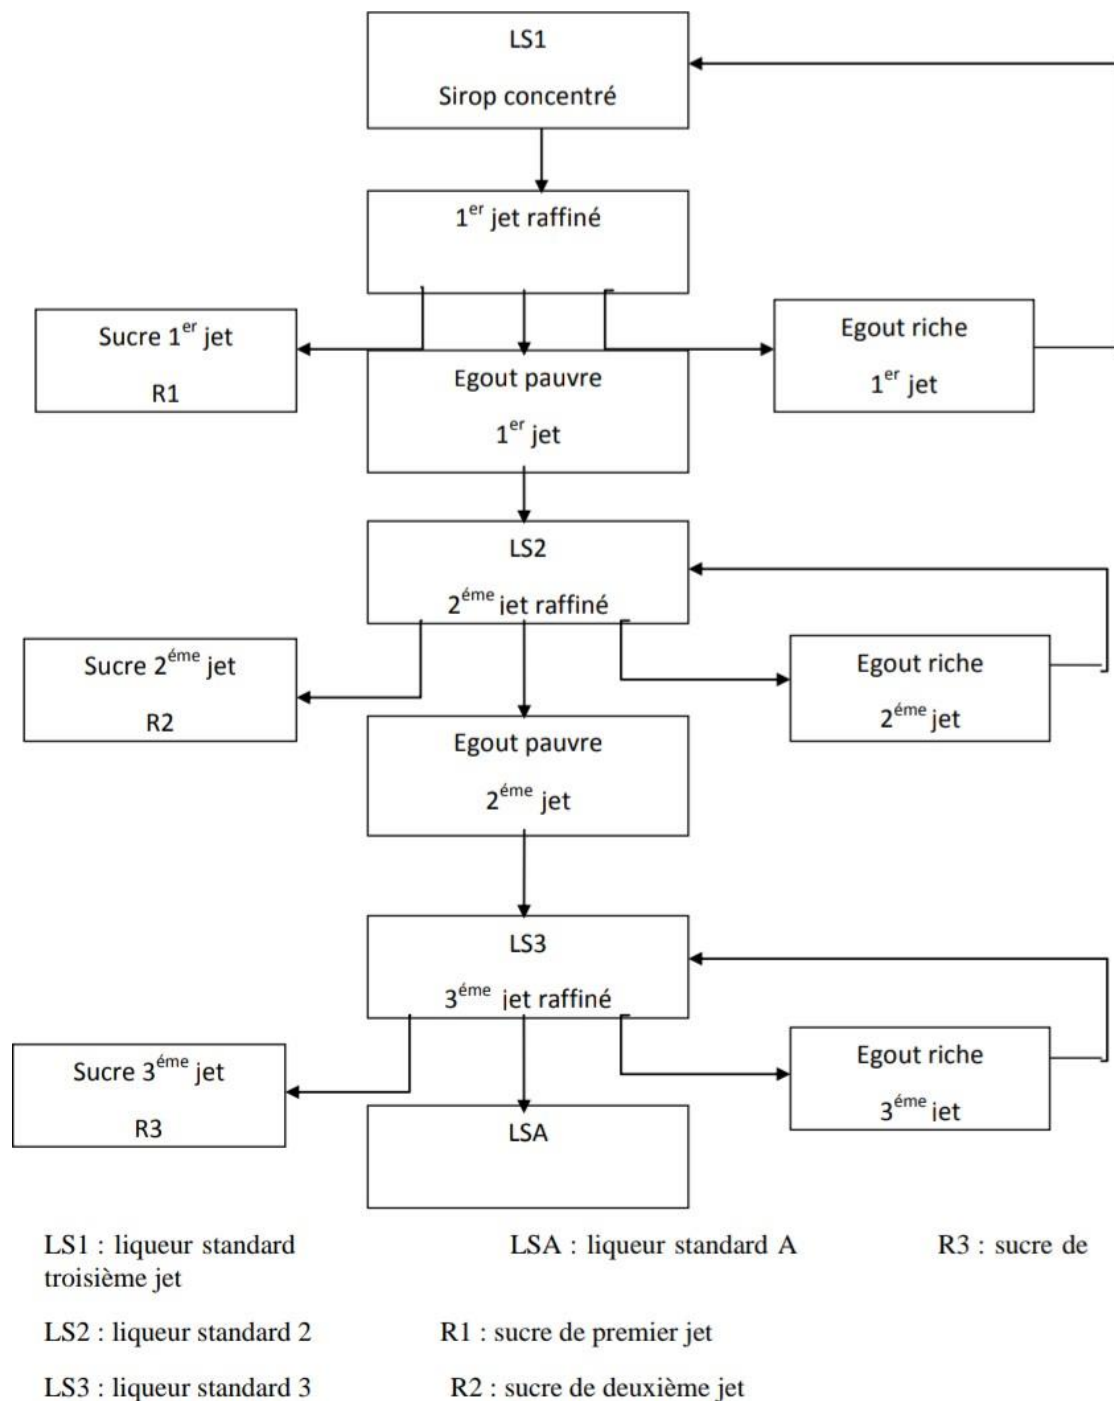 LS1
Sirop concentré
1er jet raffiné
Sucre 1er jet
R1
Egout pauvre
1er jet
Egout riche
1er jet
LS2
2éme jet raffiné
Sucre 2éme jet
R2
Egout riche
2éme jet
Egout pauvre
2éme jet
LS3
3éme jet raffiné
Sucre 3éme jet
R3
Egout riche
3éme jet
LSA
LS1 : liqueur standard LSA : liqueur standard A R3 : sucre de
troisième jet
LS2 : liqueur standard 2 R1 : sucre de premier jet
LS3 : liqueur standard 3 R2 : sucre de deuxième jet